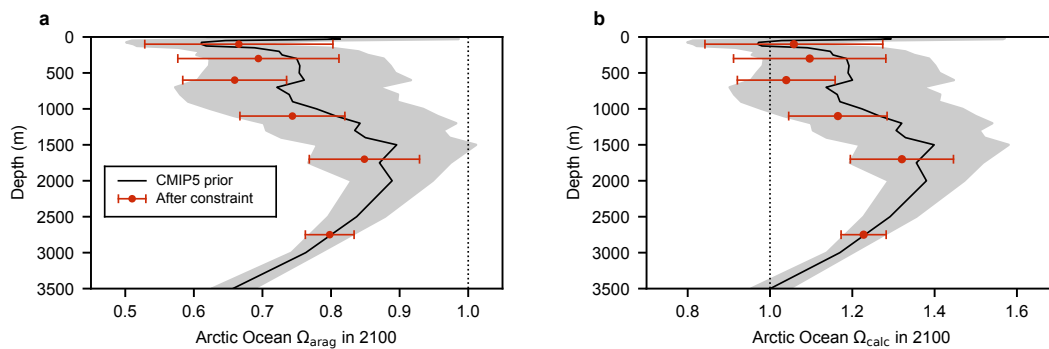 a
0
500
1000
1500
2000
2500
3000
3500
Depth (m)
CMIP5 prior
After constraint
0.5 0.6 0.7 0.8 0.9 1.0
Arctic Ocean Ωarag in 2100
b
0
500
1000
1500
2000
2500
3000
3500
Depth (m)
0.8 1.0 1.2 1.4 1.6
Arctic Ocean Ωcalc in 2100